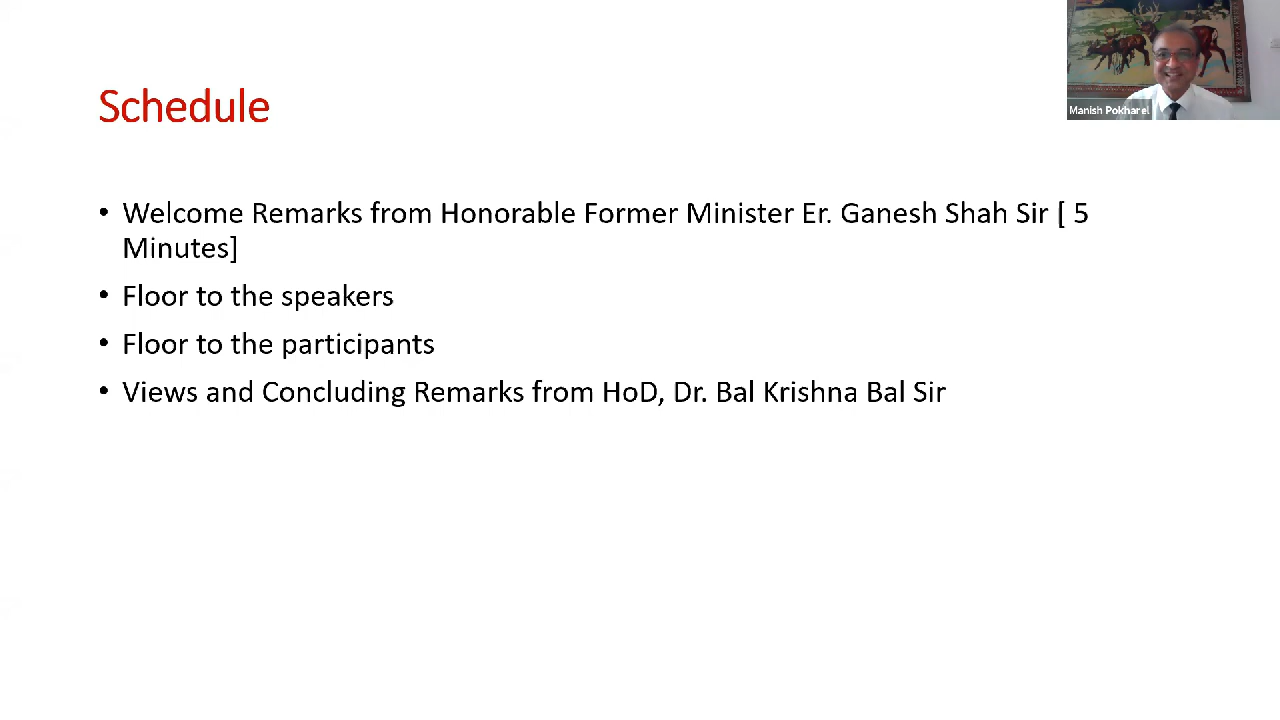 Schedule
Manish Pokharel
• Welcome Remarks from Honorable Former Minister Er. Ganesh Shah Sir [ 5
Minutes]
• Floor to the speakers
• Floor to the participants
• Views and Concluding Remarks from HoD, Dr. Bal Krishna Bal Sir